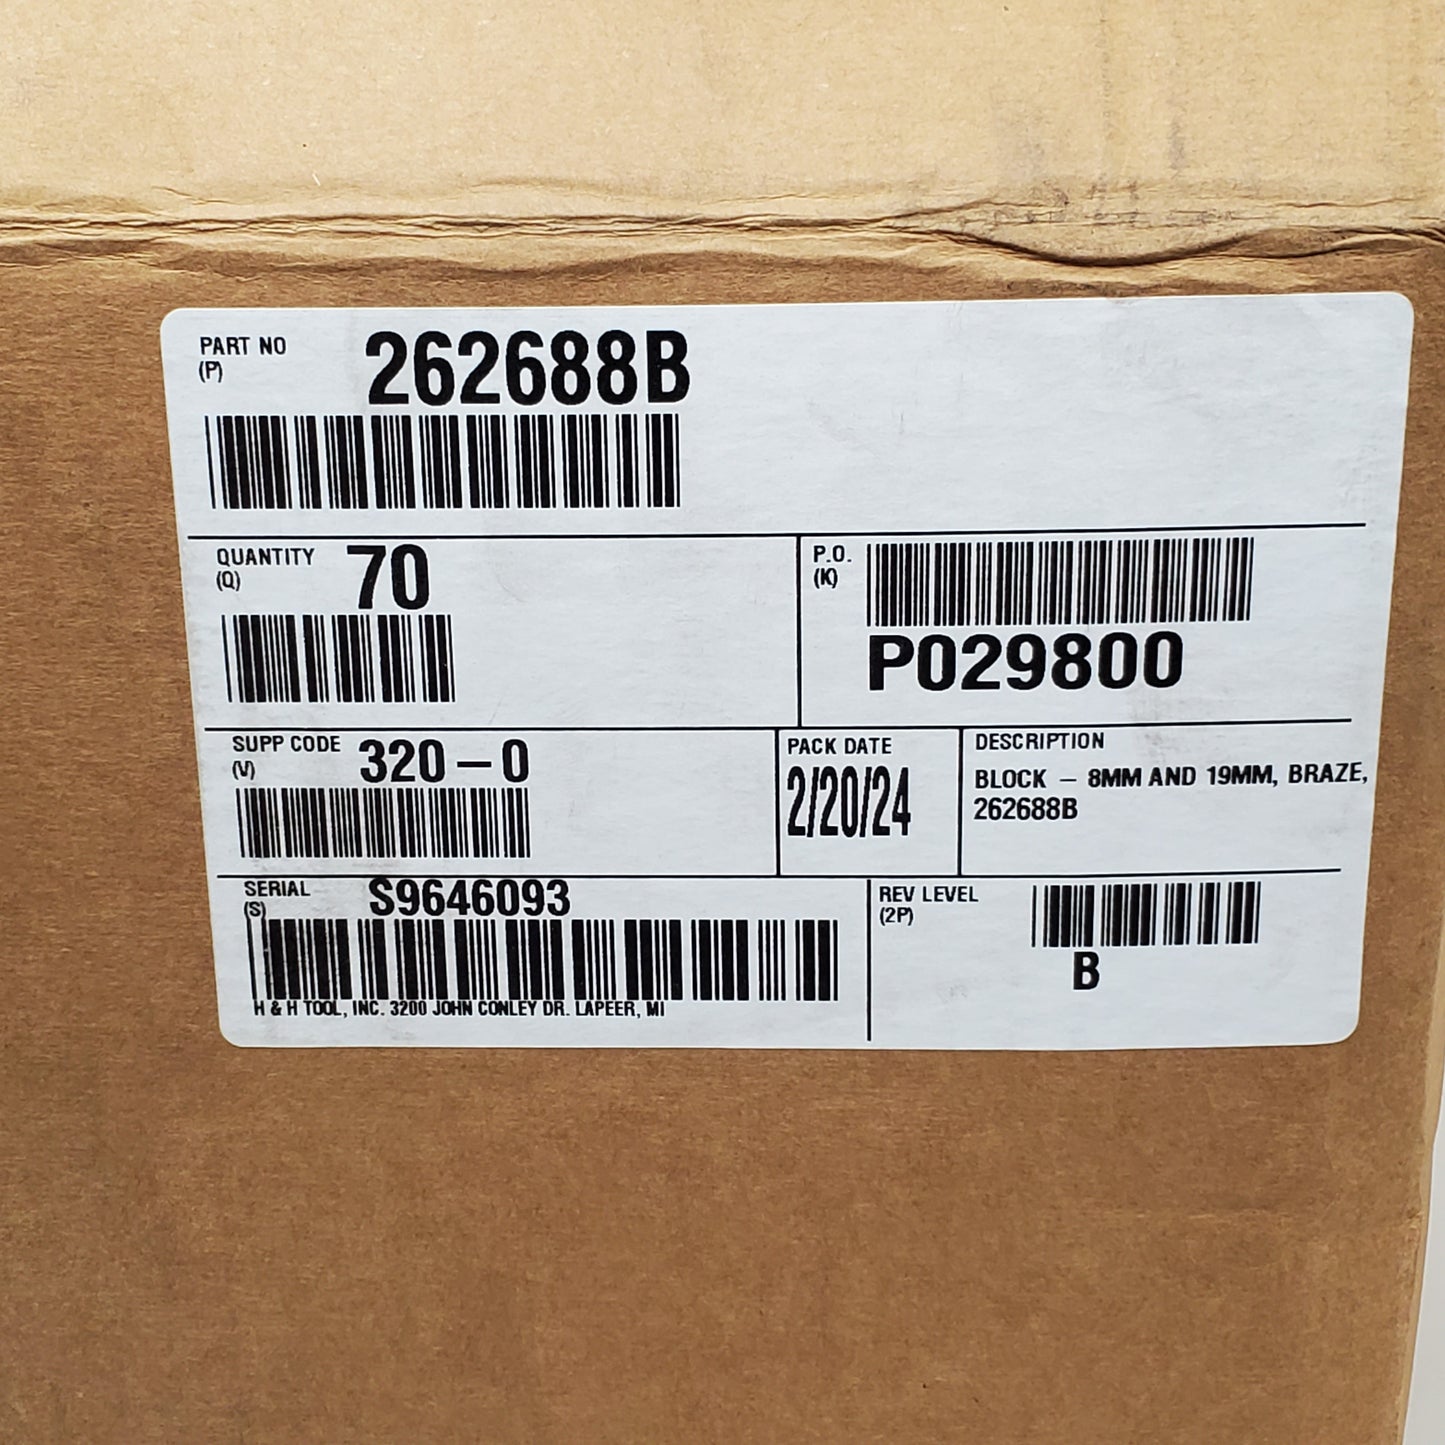 PART NO
(P)
262688B
QUANTITY
(Q)
70
P.O.
(K)
P029800
SUPP CODE
(V)
320-0
PACK DATE
2/20/24
DESCRIPTION
BLOCK - 8MM AND 19MM, BRAZE,
262688B
SERIAL
(S)
S9646093
H & H TOOL, INC. 3200 JOHN CONLEY DR. LAPEER, MI
REV LEVEL
(2P)
B